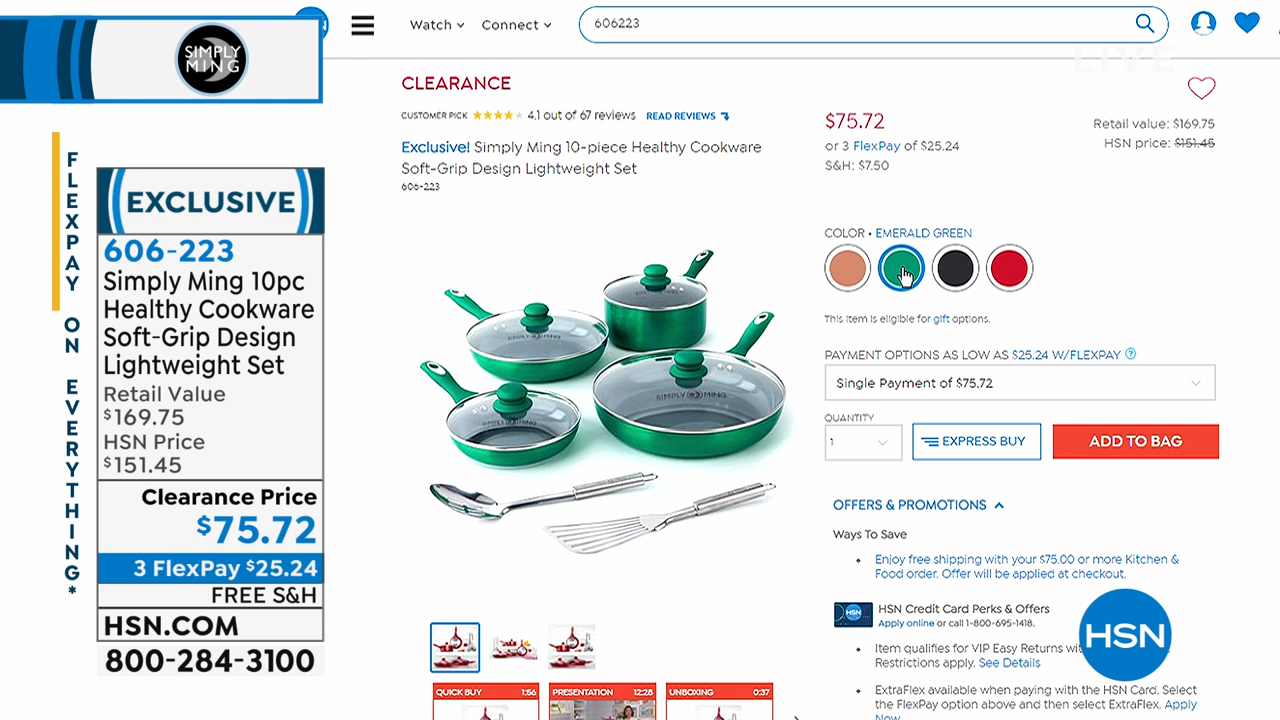 SIMPLY
MING
FLEXPAY ON EVERYTHING*
EXCLUSIVE
606-223
Simply Ming 10pc
Healthy Cookware
Soft-Grip Design
Lightweight Set
Retail Value
$169.75
HSN Price
$151.45
Clearance Price
$75.72
3 FlexPay $25.24
FREE S&H
HSN.COM
800-284-3100
Watch
Connect
606223
LIVE
CLEARANCE
CUSTOMER PICK 4.1 out of 67 reviews READ REVIEWS
Exclusive! Simply Ming 10-piece Healthy Cookware
Soft-Grip Design Lightweight Set
606-223
SIMPLY MING
SIMPLY MING
SIMPLY MING
QUICK BUY 1:56
PRESENTATION 12:28
UNBOXING 0:37
$75.72
or 3 FlexPay of $25.24
S&H: $7.50
Retail value: $169.75
HSN price: $151.45
COLOR • EMERALD GREEN
This item is eligible for gift options.
PAYMENT OPTIONS AS LOW AS $25.24 W/FLEXPAY ?
Single Payment of $75.72
QUANTITY
1
EXPRESS BUY
ADD TO BAG
OFFERS & PROMOTIONS
Ways To Save
• Enjoy free shipping with your $75.00 or more Kitchen &
Food order. Offer will be applied at checkout.
HSN
HSN Credit Card Perks & Offers
Apply online or call 1-800-695-1418.
• Item qualifies for VIP Easy Returns
Restrictions apply. See Details
• ExtraFlex available when paying with the HSN Card. Select
the FlexPay option above and then select ExtraFlex. Apply
Now
HSN